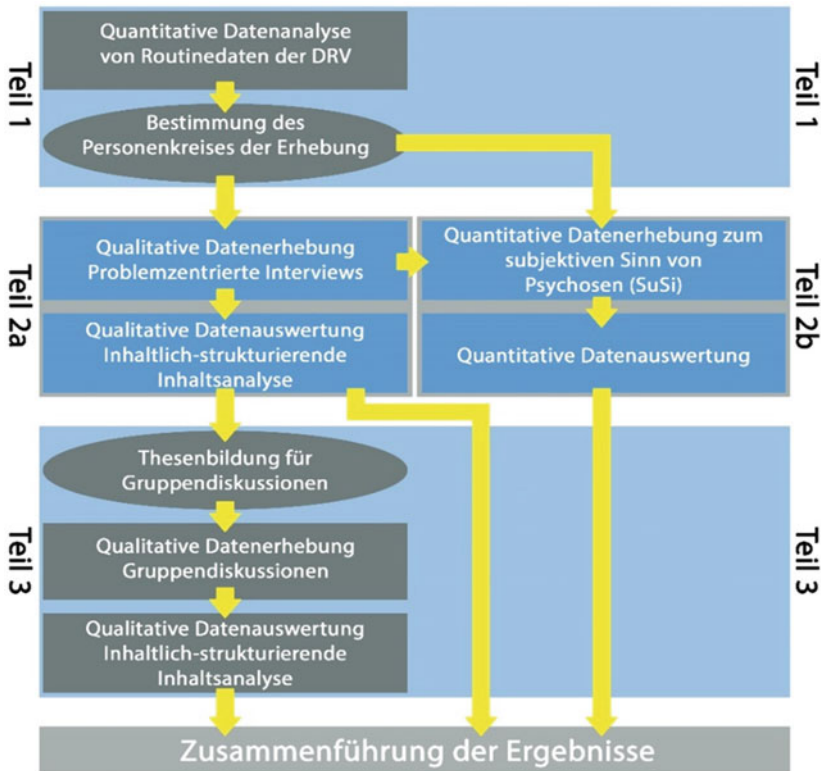 Teil 1
Quantitative Datenanalyse
von Routinedaten der DRV
Bestimmung des
Personenkreises der Erhebung
Teil 1
Teil 2a
Qualitative Datenerhebung
Problemzentrierte Interviews
Qualitative Datenauswertung
Inhaltlich-strukturierende
Inhaltsanalyse
Quantitative Datenerhebung zum
subjektiven Sinn von
Psychosen (SuSi)
Quantitative Datenauswertung
Teil 2b
Teil 3
Thesenbildung für
Gruppendiskussionen
Qualitative Datenerhebung
Gruppendiskussionen
Qualitative Datenauswertung
Inhaltlich-strukturierende
Inhaltsanalyse
Teil 3
Zusammenführung der Ergebnisse